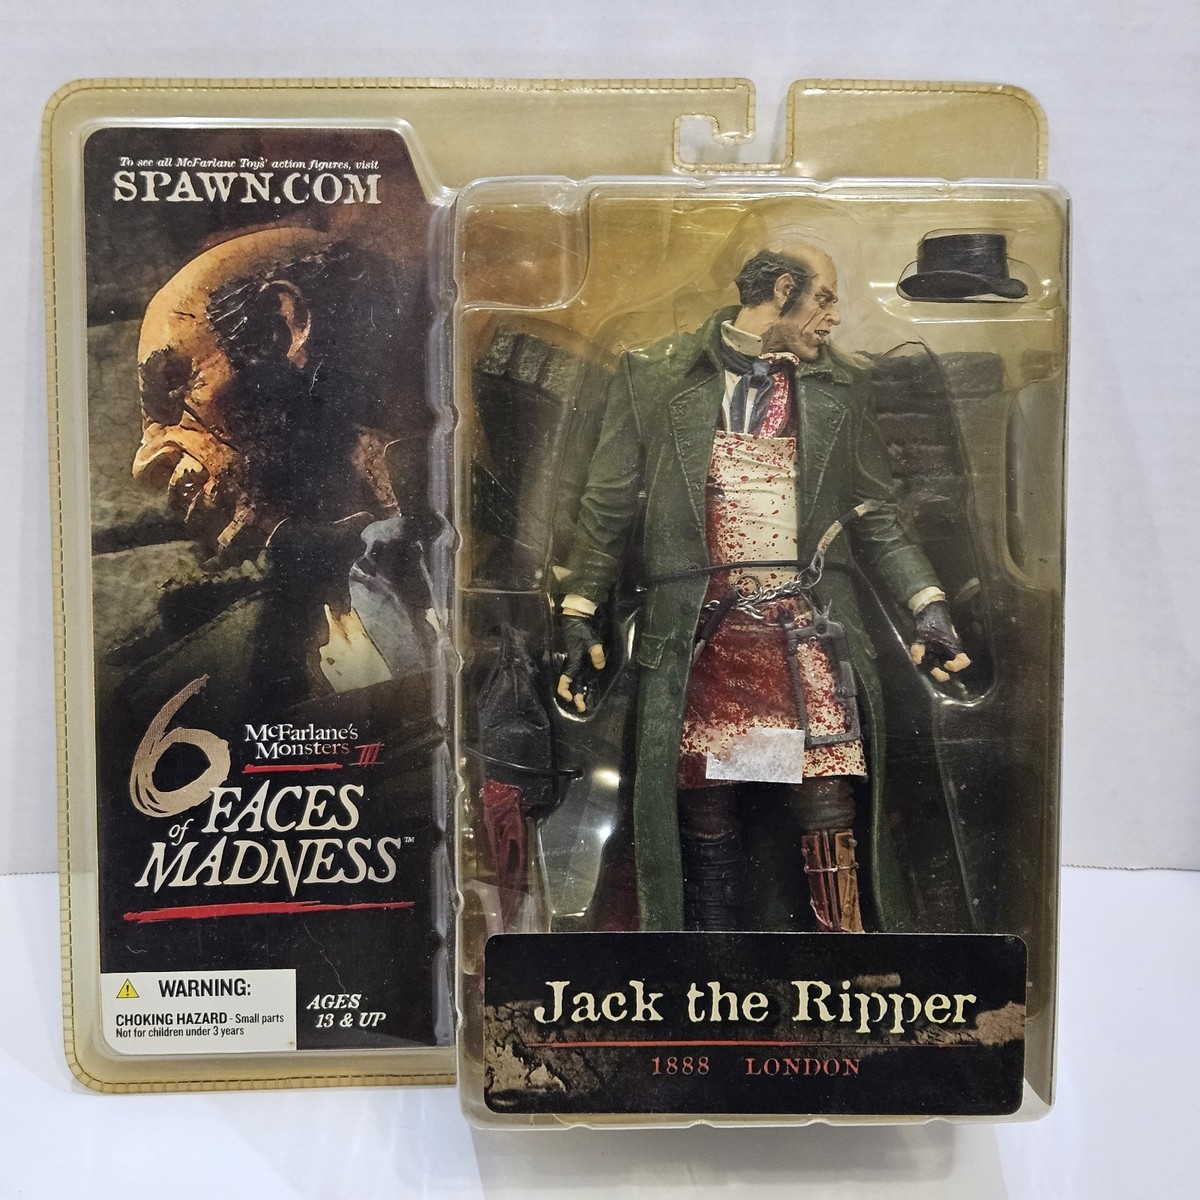 To see all McFarlane Toys' action figures, visit
SPAWN.COM
McFarlane's
Monsters III
6 FACES
of MADNESS™
WARNING:
CHOKING HAZARD - Small parts
Not for children under 3 years
AGES
13 & UP
Jack the Ripper
1888 LONDON